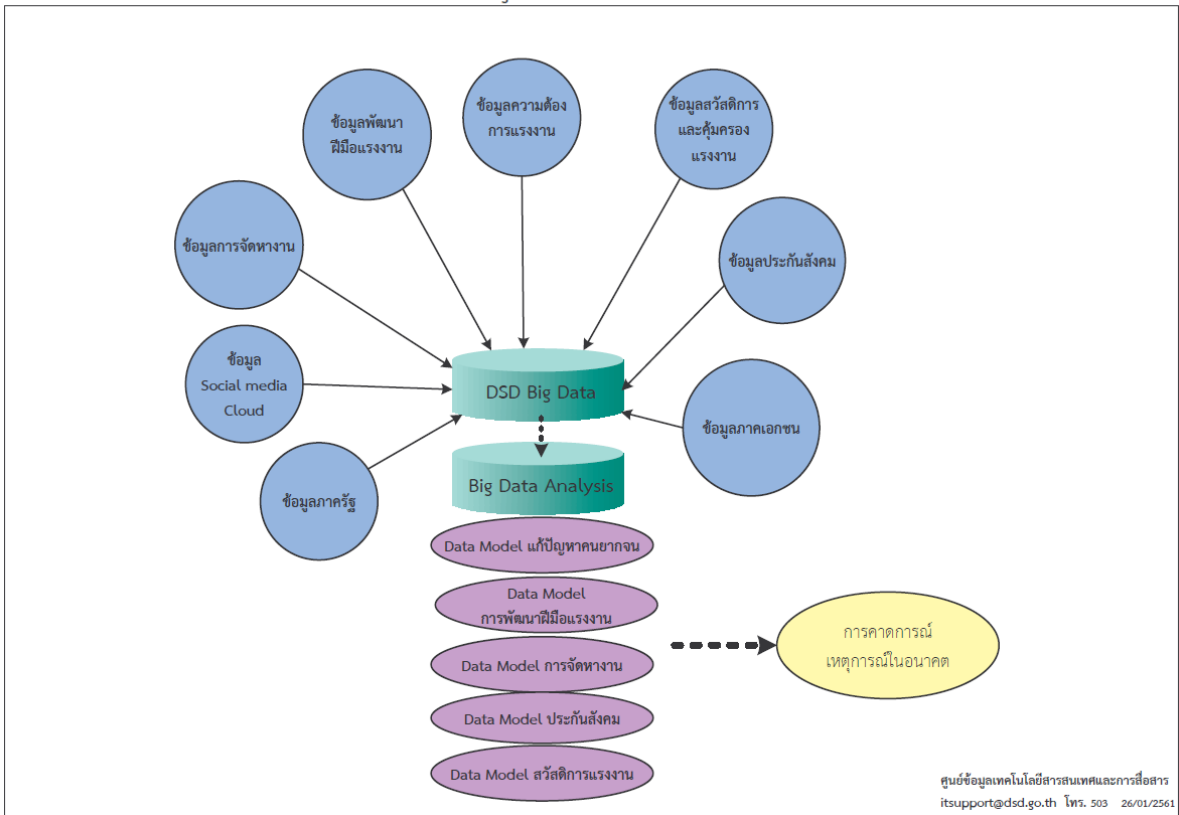 ข้อมูลความต้อง
การแรงงาน
ข้อมูลสวัสดิการ
และคุ้มครอง
แรงงาน
ข้อมูลพัฒนา
ฝีมือแรงงาน
ข้อมูลการจัดหางาน
ข้อมูลประกันสังคม
ข้อมูล
Social media
Cloud
DSD Big Data
ข้อมูลภาคเอกชน
ข้อมูลภาครัฐ
Big Data Analysis
Data Model แก้ปัญหาคนยากจน
Data Model
การพัฒนาฝีมือแรงงาน
Data Model การจัดหางาน
Data Model ประกันสังคม
Data Model สวัสดิการแรงงาน
การคาดการณ์
เหตุการณ์ในอนาคต
ศูนย์ข้อมูลเทคโนโลยีสารสนเทศและการสื่อสาร
itsupport@dsd.go.th โทร. 503 26/01/2561